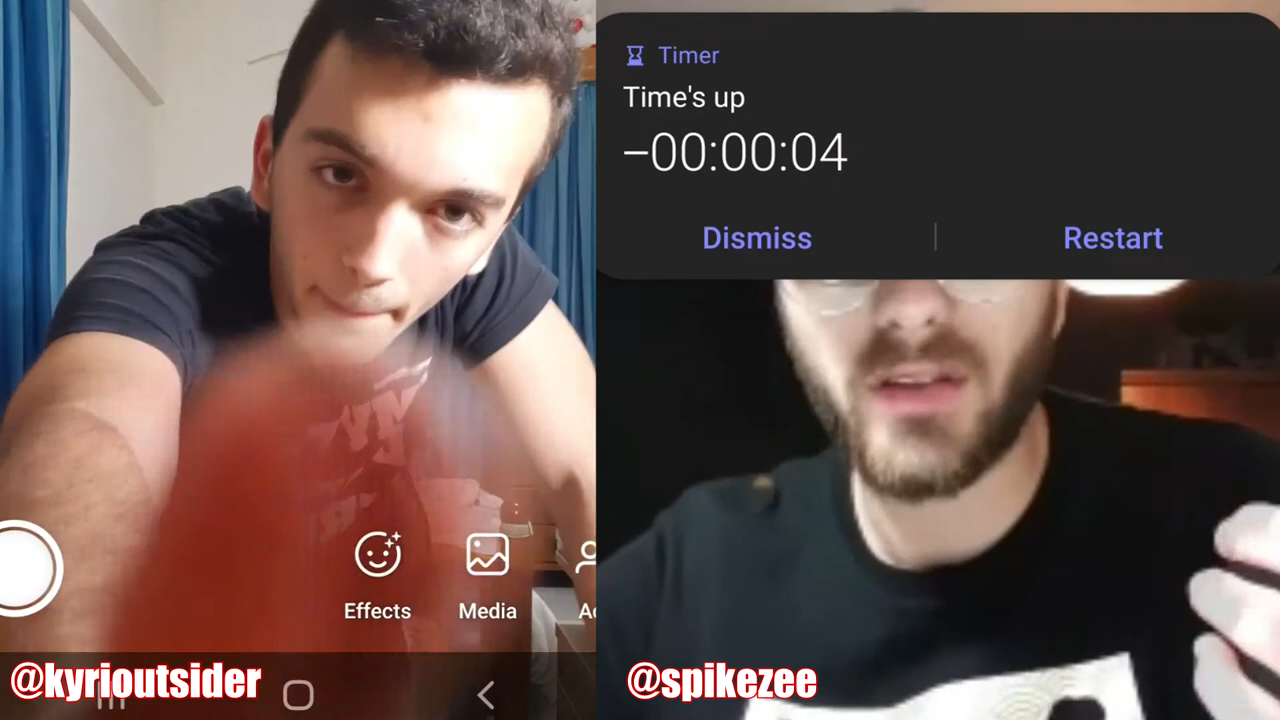 Timer
Time's up
−00:00:04
Dismiss
Restart
Effects
Media
@kyrioutsider
@spikezee